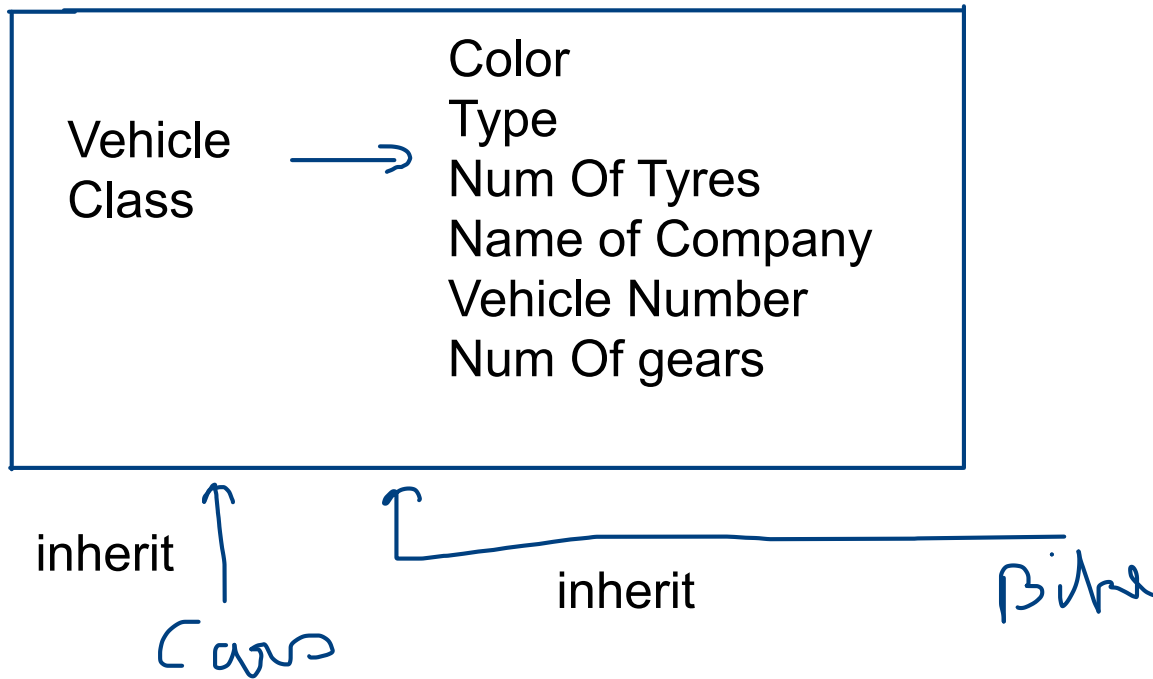 Vehicle
Class
Color
Type
Num Of Tyres
Name of Company
Vehicle Number
Num Of gears
inherit
inherit
Cars
Bike